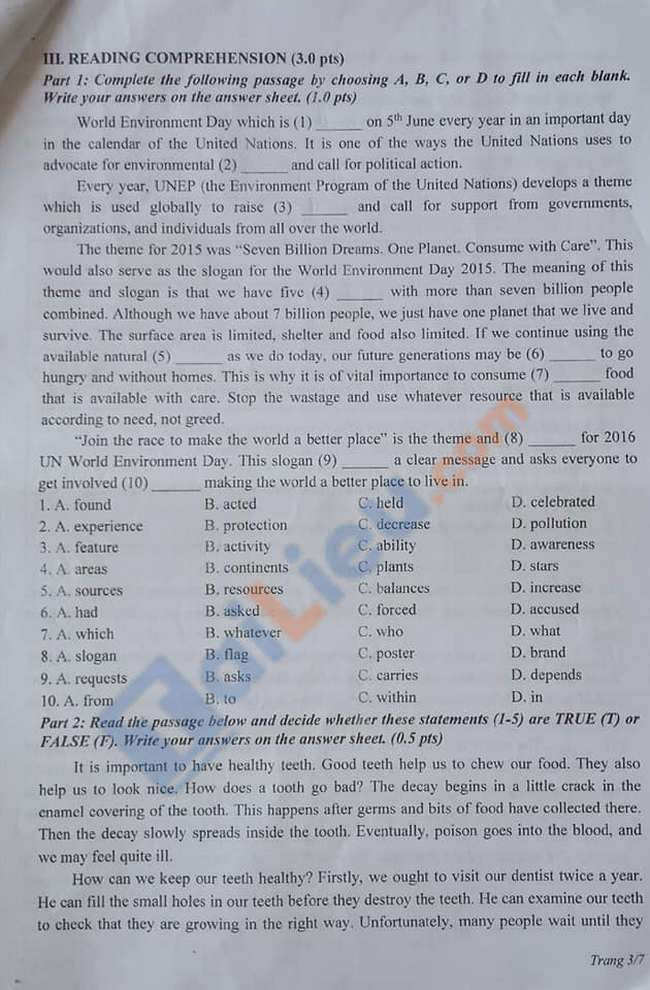 III. READING COMPREHENSION (3.0 pts)
Part 1: Complete the following passage by choosing A, B, C, or D to fill in each blank.
Write your answers on the answer sheet. (1.0 pts)
World Environment Day which is (1) ______ on 5th June every year in an important day
in the calendar of the United Nations. It is one of the ways the United Nations uses to
advocate for environmental (2) ______ and call for political action.
Every year, UNEP (the Environment Program of the United Nations) develops a theme
which is used globally to raise (3) ______ and call for support from governments,
organizations, and individuals from all over the world.
The theme for 2015 was “Seven Billion Dreams. One Planet. Consume with Care”. This
would also serve as the slogan for the World Environment Day 2015. The meaning of this
theme and slogan is that we have five (4) ______ with more than seven billion people
combined. Although we have about 7 billion people, we just have one planet that we live and
survive. The surface area is limited, shelter and food also limited. If we continue using the
available natural (5) ______ as we do today, our future generations may be (6) ______ to go
hungry and without homes. This is why it is of vital importance to consume (7) ______ food
that is available with care. Stop the wastage and use whatever resource that is available
according to need, not greed.
“Join the race to make the world a better place” is the theme and (8) ______ for 2016
UN World Environment Day. This slogan (9) ______ a clear message and asks everyone to
get involved (10) ______ making the world a better place to live in.
1. A. found B. acted C. held D. celebrated
2. A. experience B. protection C. decrease D. pollution
3. A. feature B. activity C. ability D. awareness
4. A. areas B. continents C. plants D. stars
5. A. sources B. resources C. balances D. increase
6. A. had B. asked C. forced D. accused
7. A. which B. whatever C. who D. what
8. A. slogan B. flag C. poster D. brand
9. A. requests B. asks C. carries D. depends
10. A. from B. to C. within D. in
Part 2: Read the passage below and decide whether these statements (1-5) are TRUE (T) or
FALSE (F). Write your answers on the answer sheet. (0.5 pts)
It is important to have healthy teeth. Good teeth help us to chew our food. They also
help us to look nice. How does a tooth go bad? The decay begins in a little crack in the
enamel covering of the tooth. This happens after germs and bits of food have collected there.
Then the decay slowly spreads inside the tooth. Eventually, poison goes into the blood, and
we may feel quite ill.
How can we keep our teeth healthy? Firstly, we ought to visit our dentist twice a year.
He can fill the small holes in our teeth before they destroy the teeth. He can examine our teeth
to check that they are growing in the right way. Unfortunately, many people wait until they
Trang 3/7
TaiLieu.com